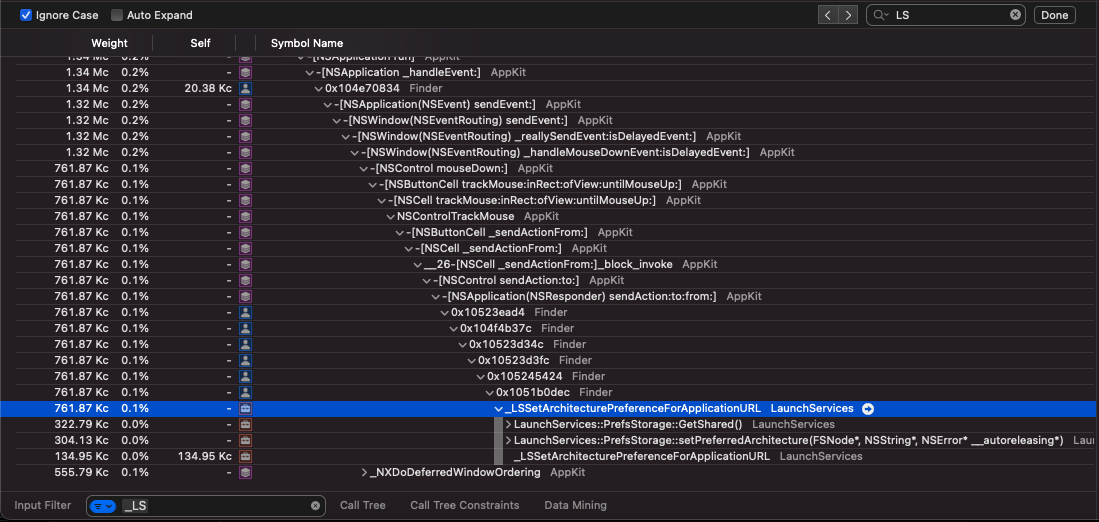 Ignore Case Auto Expand LS Done
Weight Self Symbol Name
1.34 Mc 0.2% - -[NSApplication run] AppKit
1.34 Mc 0.2% - -[NSApplication _handleEvent:] AppKit
1.34 Mc 0.2% 20.38 Kc 0x104e70834 Finder
1.32 Mc 0.2% - -[NSApplication(NSEvent) sendEvent:] AppKit
1.32 Mc 0.2% - -[NSWindow(NSEventRouting) sendEvent:] AppKit
1.32 Mc 0.2% - -[NSWindow(NSEventRouting) _reallySendEvent:isDelayedEvent:] AppKit
1.32 Mc 0.2% - -[NSWindow(NSEventRouting) _handleMouseDownEvent:isDelayedEvent:] AppKit
761.87 Kc 0.1% - -[NSControl mouseDown:] AppKit
761.87 Kc 0.1% - -[NSButtonCell trackMouse:inRect:ofView:untilMouseUp:] AppKit
761.87 Kc 0.1% - -[NSCell trackMouse:inRect:ofView:untilMouseUp:] AppKit
761.87 Kc 0.1% - NSControlTrackMouse AppKit
761.87 Kc 0.1% - -[NSButtonCell _sendActionFrom:] AppKit
761.87 Kc 0.1% - -[NSCell _sendActionFrom:] AppKit
761.87 Kc 0.1% - __26-[NSCell _sendActionFrom:]_block_invoke AppKit
761.87 Kc 0.1% - -[NSControl sendAction:to:] AppKit
761.87 Kc 0.1% - -[NSApplication(NSResponder) sendAction:to:from:] AppKit
761.87 Kc 0.1% - 0x10523ead4 Finder
761.87 Kc 0.1% - 0x104f4b37c Finder
761.87 Kc 0.1% - 0x10523d34c Finder
761.87 Kc 0.1% - 0x10523d3fc Finder
761.87 Kc 0.1% - 0x105245424 Finder
761.87 Kc 0.1% - 0x1051b0dec Finder
761.87 Kc 0.1% - _LSSetArchitecturePreferenceForApplicationURL LaunchServices
322.79 Kc 0.0% - LaunchServices::PrefsStorage::GetShared() LaunchServices
304.13 Kc 0.0% - LaunchServices::PrefsStorage::setPreferredArchitecture(FSNode*, NSString*, NSError* __autoreleasing*) Lau
134.95 Kc 0.0% 134.95 Kc _LSSetArchitecturePreferenceForApplicationURL LaunchServices
555.79 Kc 0.1% - _NXDoDeferredWindowOrdering AppKit
Input Filter _LS Call Tree Call Tree Constraints Data Mining